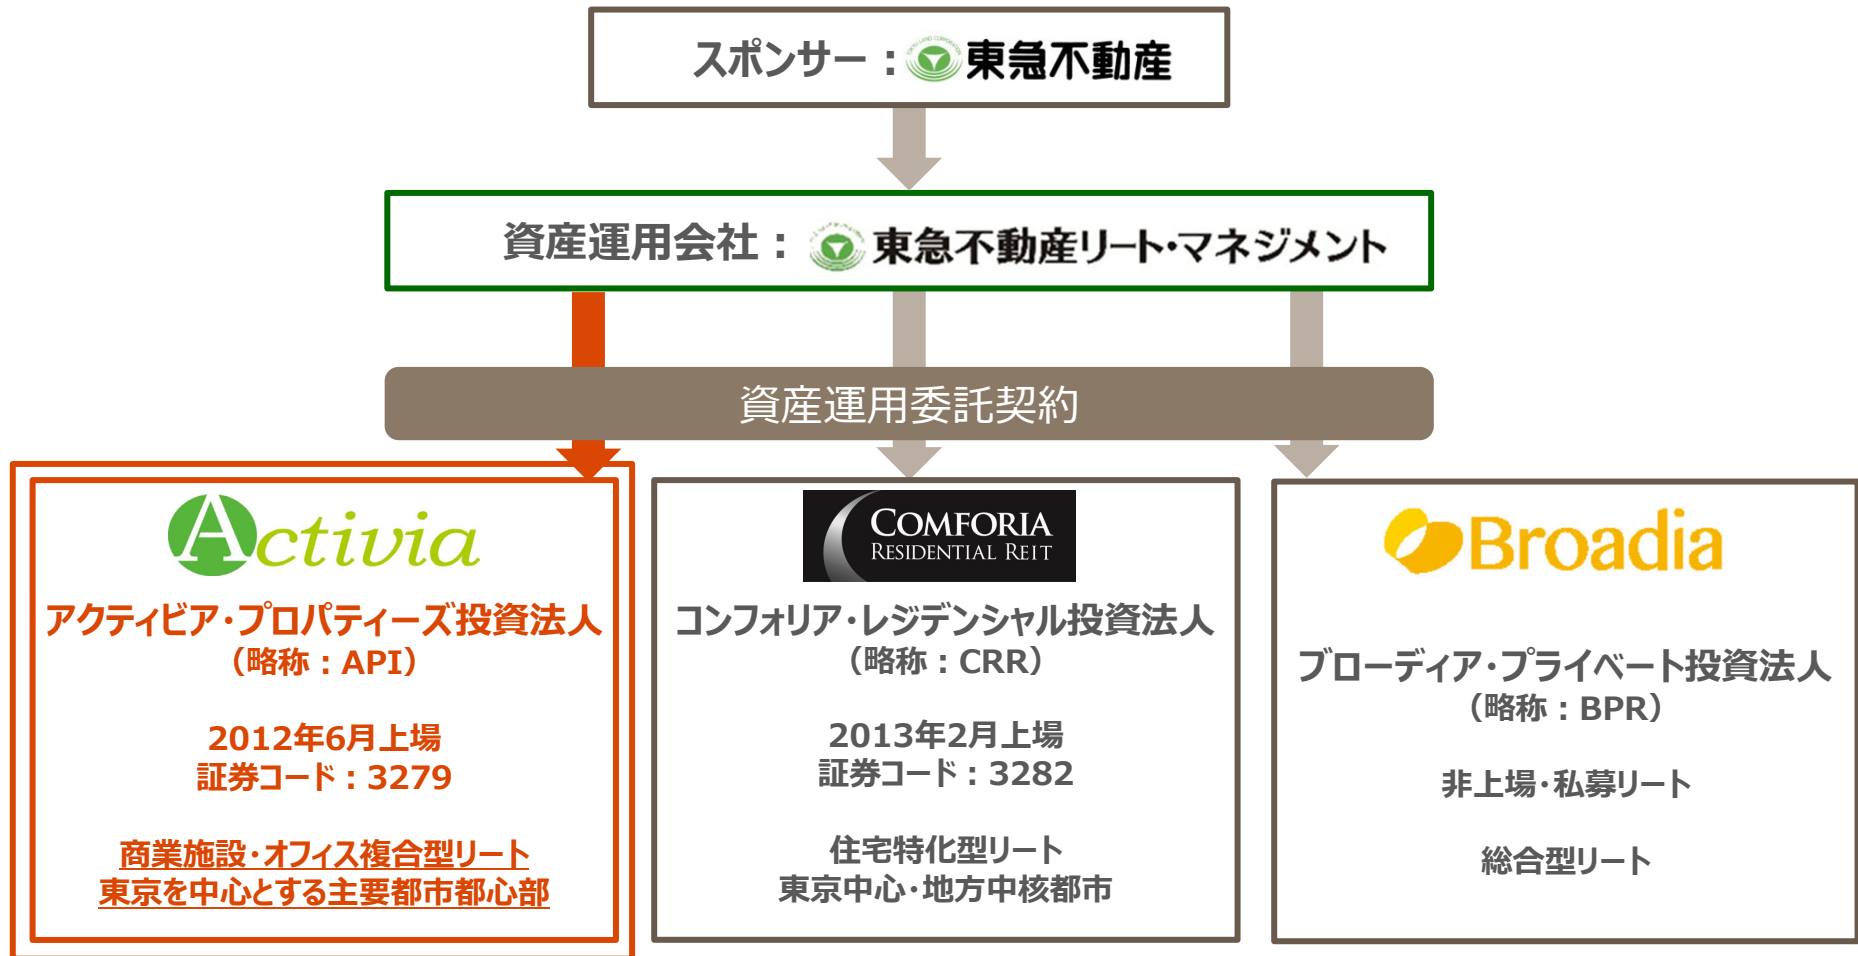 スポンサー：東急不動産
資産運用会社：東急不動産リート・マネジメント
資産運用委託契約
Activia
アクティビア・プロパティーズ投資法人
（略称：API）
2012年6月上場
証券コード：3279
商業施設・オフィス複合型リート
東京を中心とする主要都市都心部
COMFORIA
RESIDENTIAL REIT
コンフォリア・レジデンシャル投資法人
（略称：CRR）
2013年2月上場
証券コード：3282
住宅特化型リート
東京中心・地方中核都市
Broadia
ブローディア・プライベート投資法人
（略称：BPR）
非上場・私募リート
総合型リート